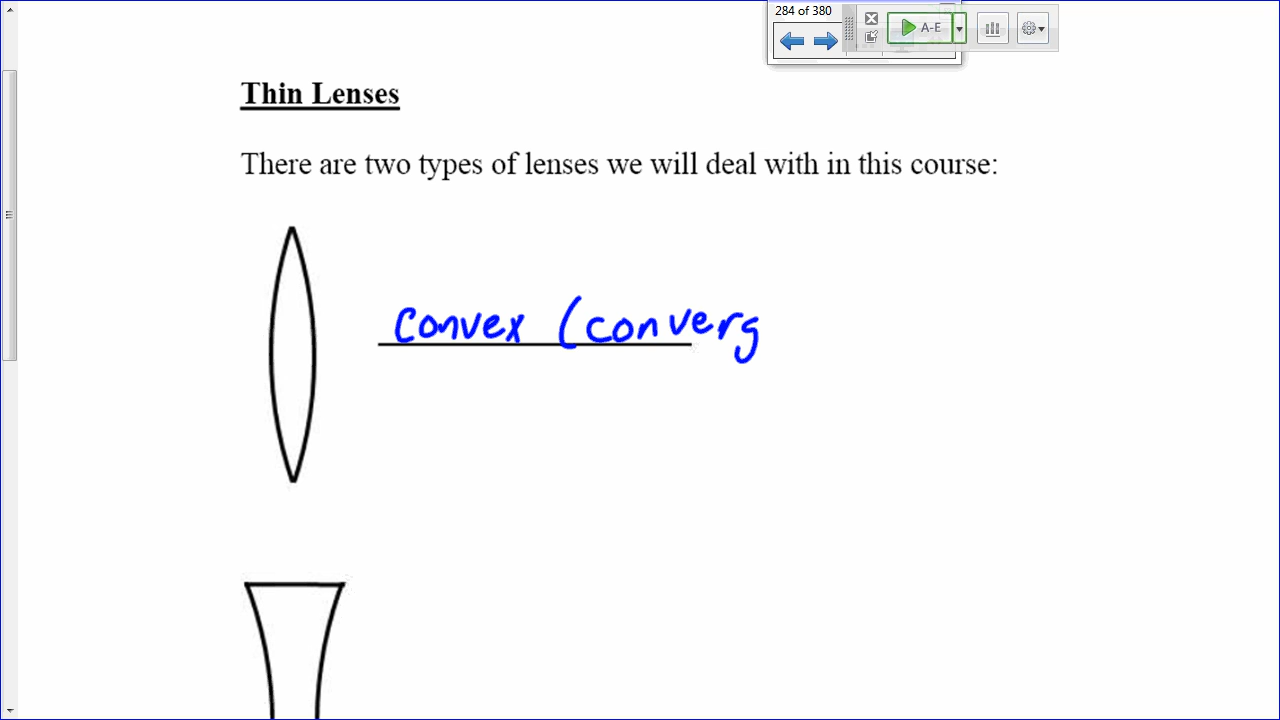 284 of 380
A-E
Thin Lenses
There are two types of lenses we will deal with in this course:
convex (converg